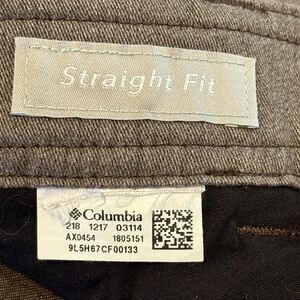 Straight Fit
Columbia
218 1217 03114
AX0454 1805151
9L5H67CF00133